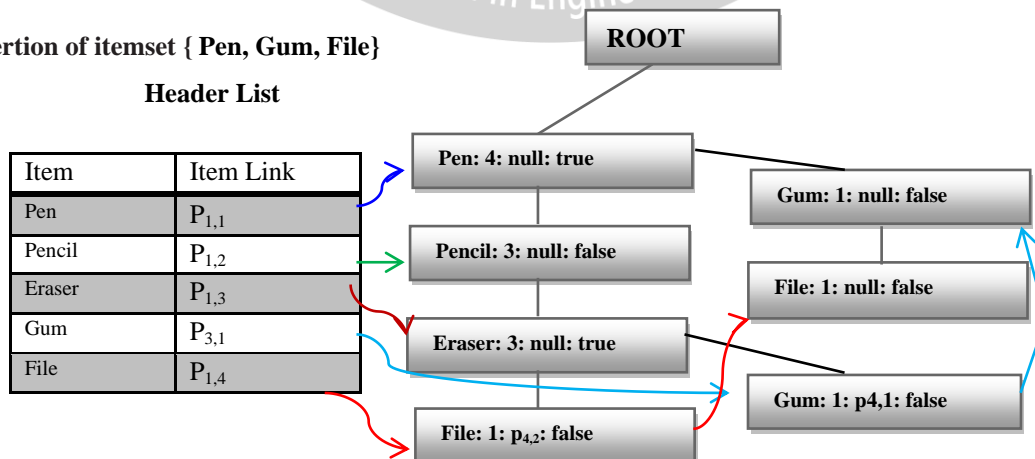 in Engine
ertion of itemset { Pen, Gum, File}
ROOT
Header List
Item Item Link
Pen P1,1
Pencil P1,2
Eraser P1,3
Gum P3,1
File P1,4
Pen: 4: null: true
Gum: 1: null: false
Pencil: 3: null: false
File: 1: null: false
Eraser: 3: null: true
Gum: 1: p4,1: false
File: 1: p4,2: false